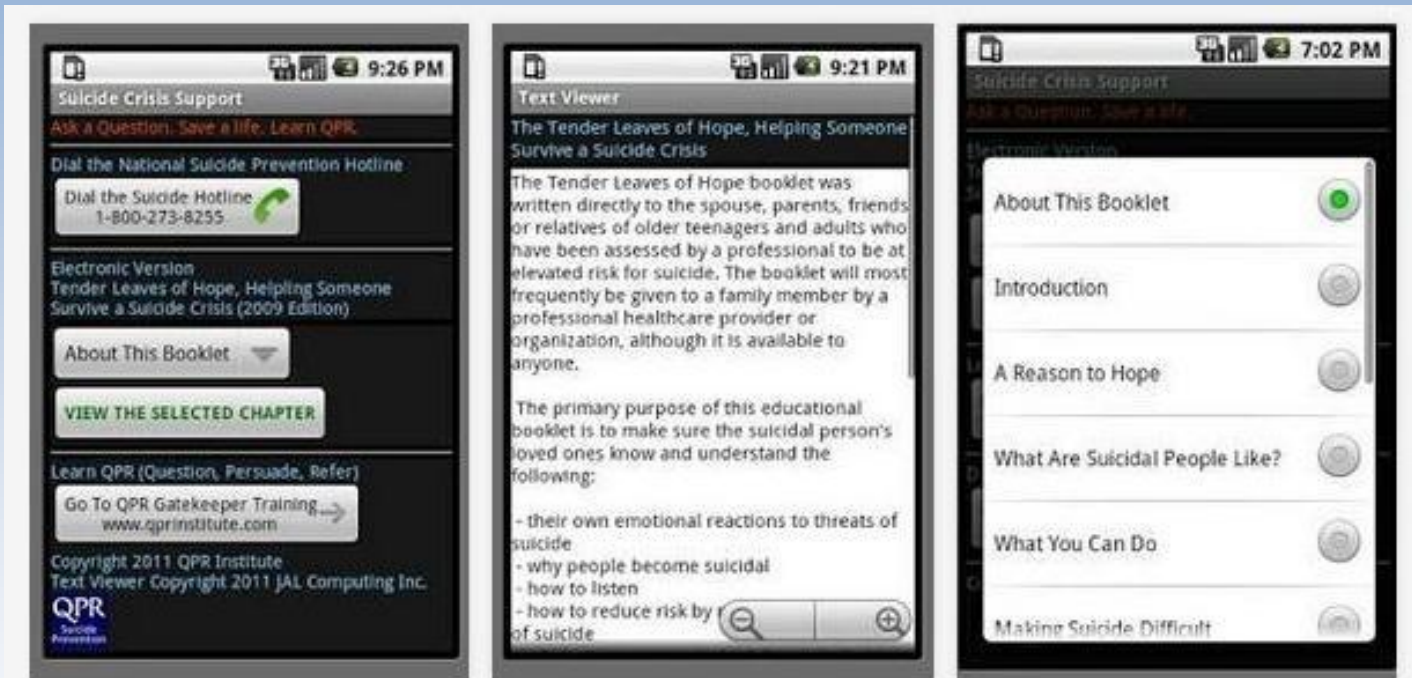 9:26 PM
Suicide Crisis Support
Ask a Question. Save a life. Learn QPR.
Dial the National Suicide Prevention Hotline
Dial the Suicide Hotline
1-800-273-8255
Electronic Version
Tender Leaves of Hope, Helpling Someone
Survive a Suicide Crisis (2009 Edition)
About This Booklet
VIEW THE SELECTED CHAPTER
Learn QPR (Question, Persuade, Refer)
Go To QPR Gatekeeper Training
www.qprinstitute.com
Copyright 2011 QPR Institute
Text Viewer Copyright 2011 JAL Computing Inc.
QPR
Suicide
Prevention
9:21 PM
Text Viewer
The Tender Leaves of Hope, Helping Someone
Survive a Suicide Crisis
The Tender Leaves of Hope booklet was
written directly to the spouse, parents, friends
or relatives of older teenagers and adults who
have been assessed by a professional to be at
elevated risk for suicide. The booklet will most
frequently be given to a family member by a
professional healthcare provider or
organization, although it is available to
anyone.
The primary purpose of this educational
booklet is to make sure the suicidal person's
loved ones know and understand the
following:
- their own emotional reactions to threats of
suicide
- why people become suicidal
- how to listen
- how to reduce risk by
of suicide
7:02 PM
Suicide Crisis Support
Ask a Question. Save a life.
Electronic Version
About This Booklet
Introduction
A Reason to Hope
What Are Suicidal People Like?
What You Can Do
Making Suicide Difficult